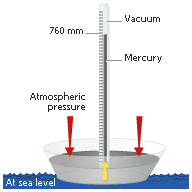 Vacuum
760 mm
Mercury
Atmospheric
pressure
At sea level